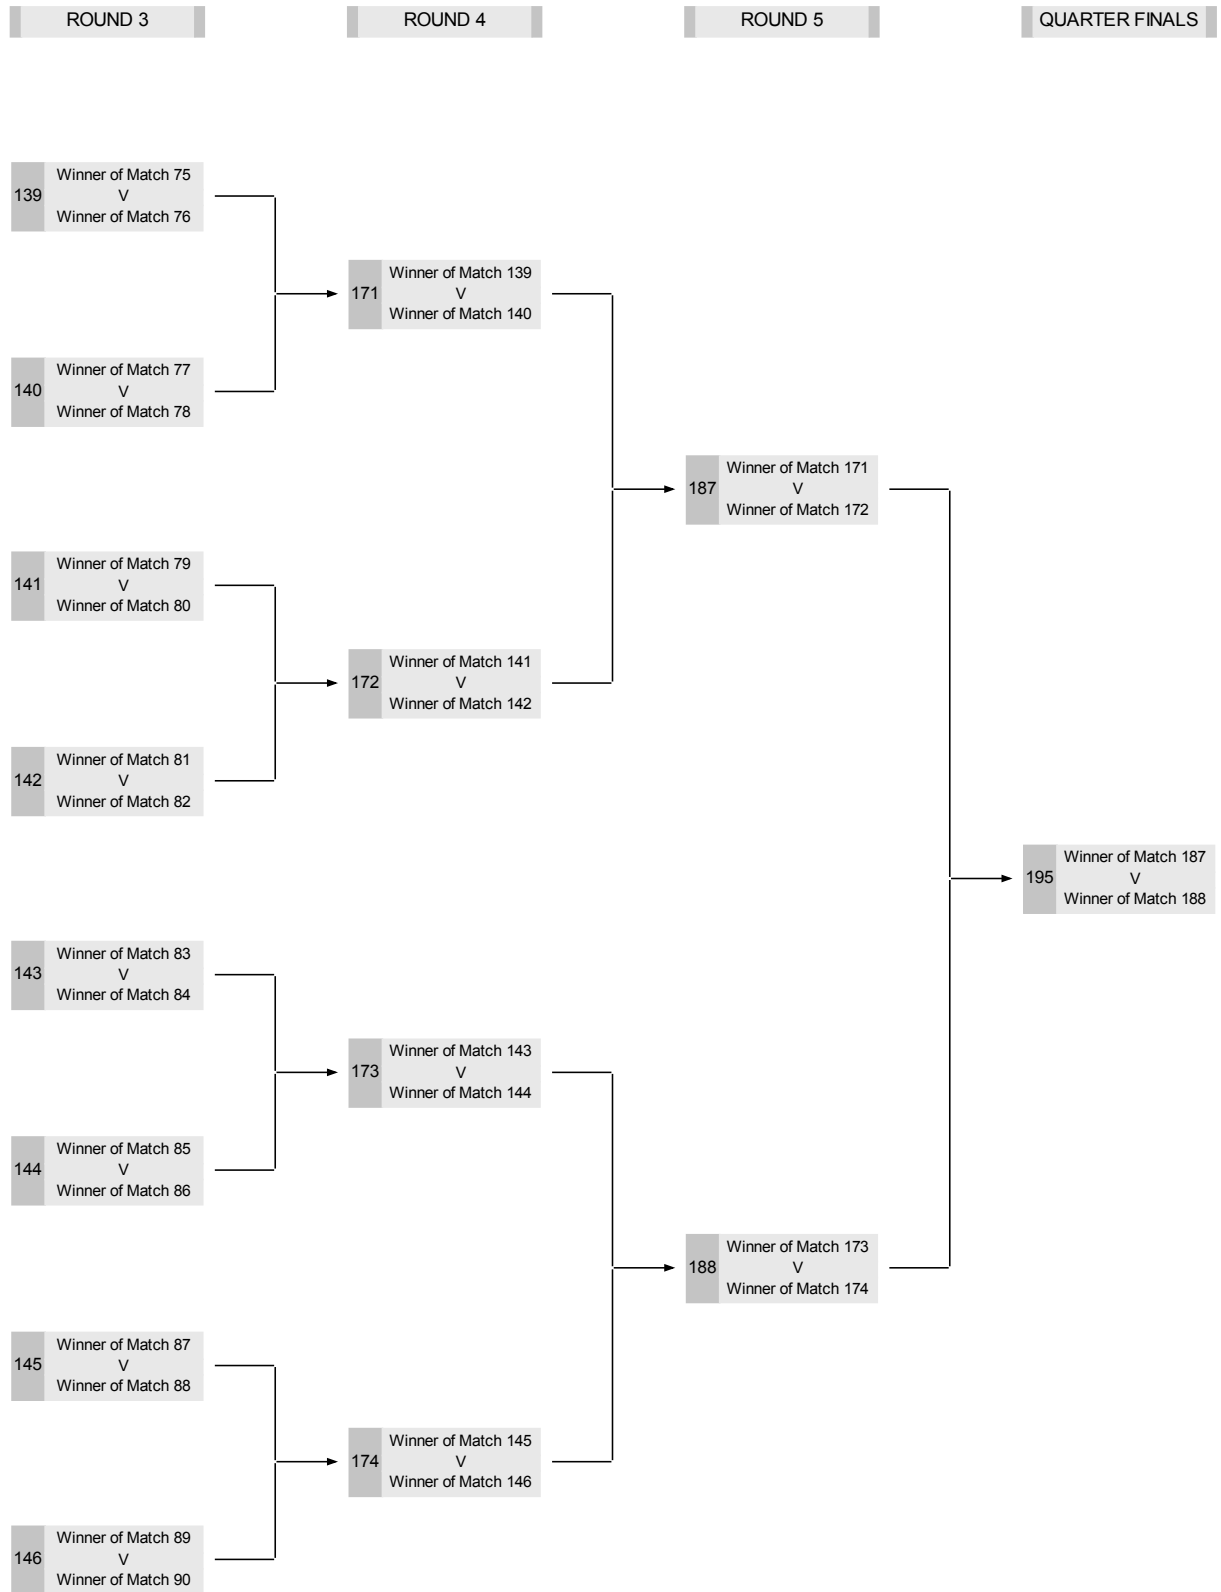 ROUND 3
ROUND 4
ROUND 5
QUARTER FINALS
139
Winner of Match 75
V
Winner of Match 76
140
Winner of Match 77
V
Winner of Match 78
141
Winner of Match 79
V
Winner of Match 80
142
Winner of Match 81
V
Winner of Match 82
143
Winner of Match 83
V
Winner of Match 84
144
Winner of Match 85
V
Winner of Match 86
145
Winner of Match 87
V
Winner of Match 88
146
Winner of Match 89
V
Winner of Match 90
171
Winner of Match 139
V
Winner of Match 140
172
Winner of Match 141
V
Winner of Match 142
173
Winner of Match 143
V
Winner of Match 144
174
Winner of Match 145
V
Winner of Match 146
187
Winner of Match 171
V
Winner of Match 172
188
Winner of Match 173
V
Winner of Match 174
195
Winner of Match 187
V
Winner of Match 188